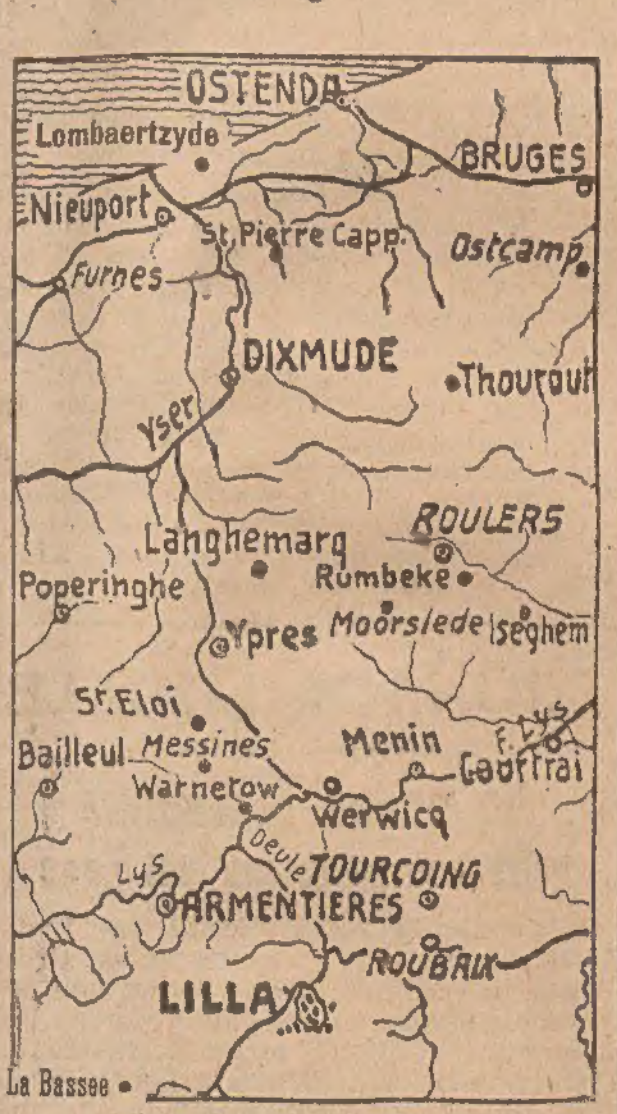 OSTENDA
Lombaertzyde
BRUGES
Nieuport
St. Pierre Capp.
Ostcamp
Furnes
DIXMUDE
Thourout
Yser
ROULERS
Langhemarq
Rumbeke
Poperinghe
Moorslede
Iseghem
Ypres
St. Eloi
F. Lys
Menin
Bailleul
Messines
Courtrai
Warnetow
Werwicq
Deule
TOURCOING
Lys
ARMENTIERES
ROUBAIX
LILLA
La Bassee